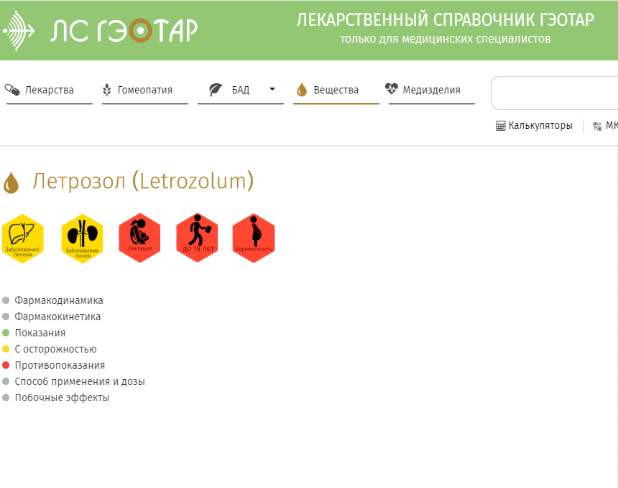 ЛС ГЭОТАР
ЛЕКАРСТВЕННЫЙ СПРАВОЧНИК ГЭОТАР
только для медицинских специалистов
Лекарства
Гомеопатия
БАД
Вещества
Медизделия
Калькуляторы
МК
Летрозол (Letrozolum)
Заболевания
печени
Заболевания
почек
Лактация
до 18 лет
Беременность
Фармакодинамика
Фармакокинетика
Показания
С осторожностью
Противопоказания
Способ применения и дозы
Побочные эффекты